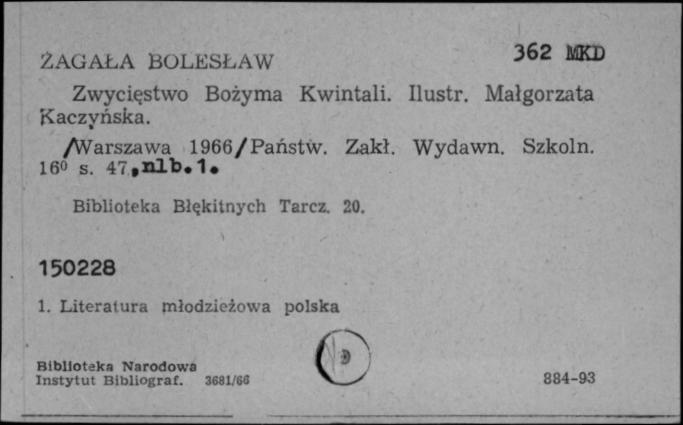 362 MKD
ŻAGAŁA BOLESŁAW
Zwycięstwo Bożyma Kwintali. Ilustr. Małgorzata
Kaczyńska.
/Warszawa 1966/Państw. Zakł. Wydawn. Szkoln.
16⁰ s. 47,nlb.1.
Biblioteka Błękitnych Tarcz. 20.
150228
1. Literatura młodzieżowa polska
Biblioteka Narodowa
Instytut Bibliograf. 3681/66
884-93